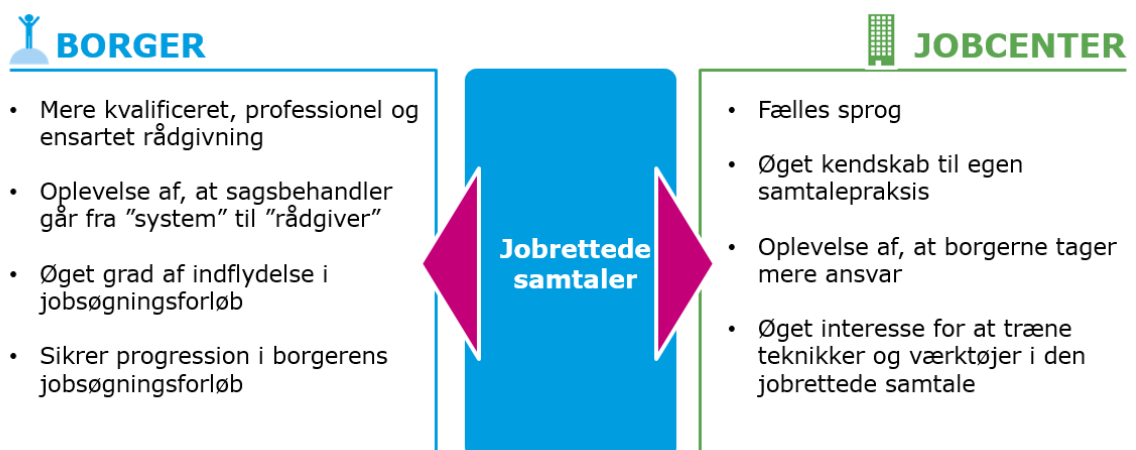 BORGER
• Mere kvalificeret, professionel og
ensartet rådgivning
• Oplevelse af, at sagsbehandler
går fra ”system” til ”rådgiver”
• Øget grad af indflydelse i
jobsøgningsforløb
• Sikrer progression i borgerens
jobsøgningsforløb
Jobrettede
samtaler
JOBCENTER
• Fælles sprog
• Øget kendskab til egen
samtalepraksis
• Oplevelse af, at borgerne tager
mere ansvar
• Øget interesse for at træne
teknikker og værktøjer i den
jobrettede samtale